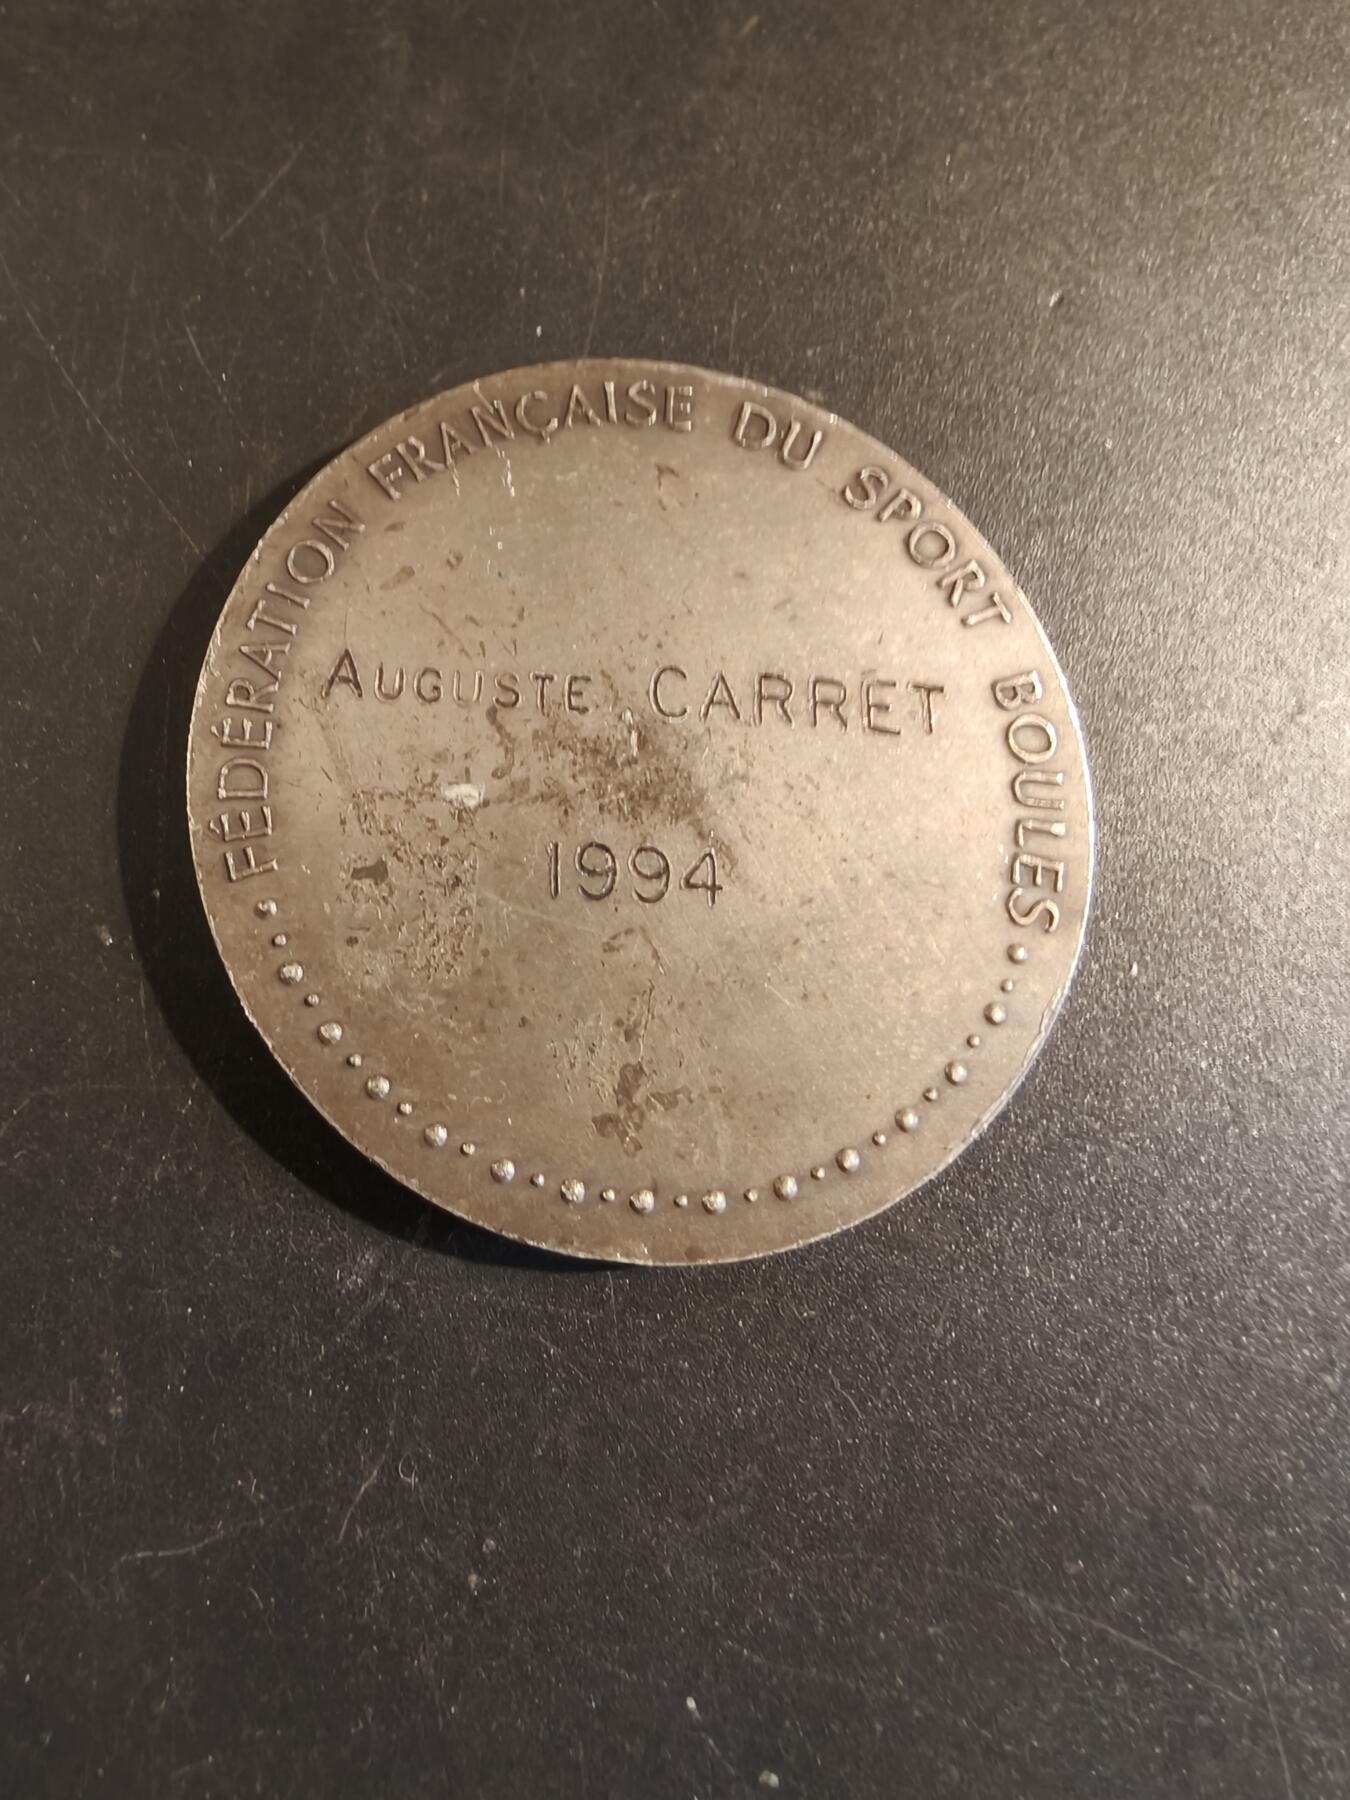 FÉDÉRATION FRANÇAISE DU SPORT BOULES
AUGUSTE CARRET
1994